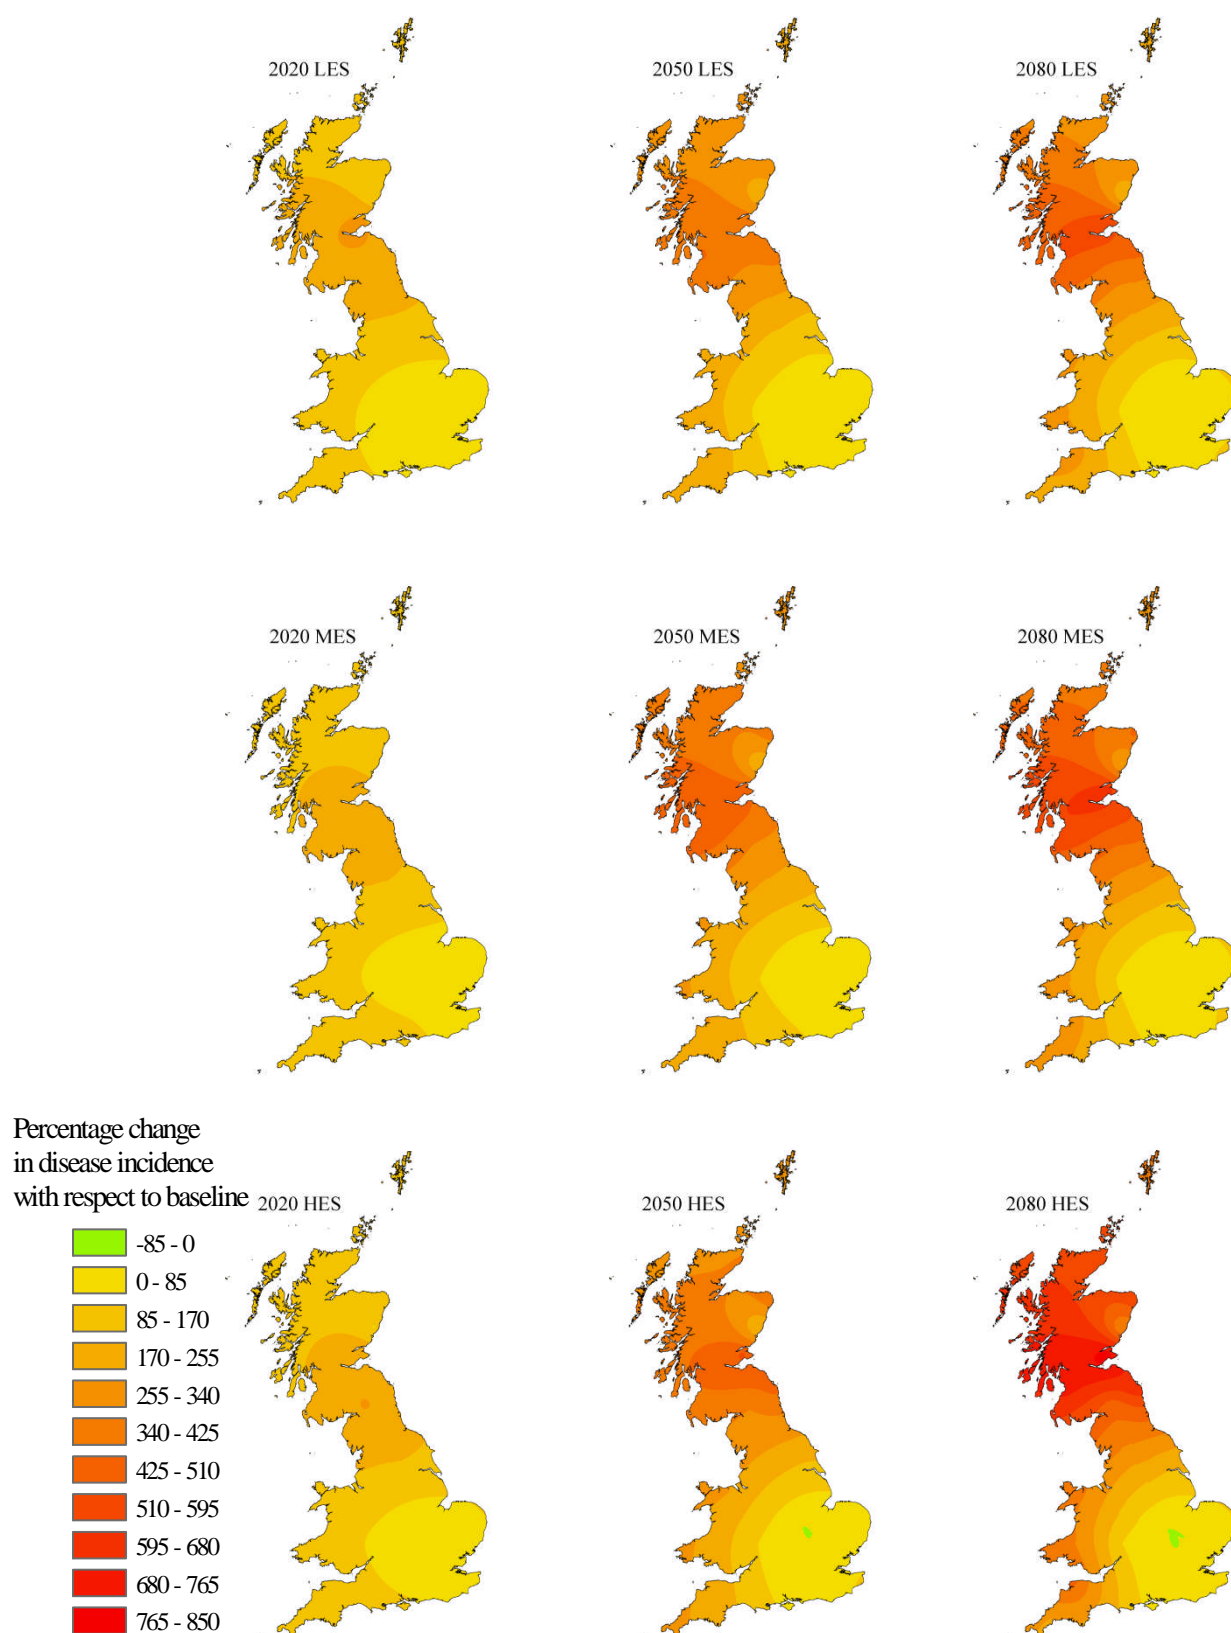 2020 LES
2050 LES
2080 LES
2020 MES
2050 MES
2080 MES
Percentage change
in disease incidence
with respect to baseline
2020 HES
2050 HES
2080 HES
-85 - 0
0 - 85
85 - 170
170 - 255
255 - 340
340 - 425
425 - 510
510 - 595
595 - 680
680 - 765
765 - 850